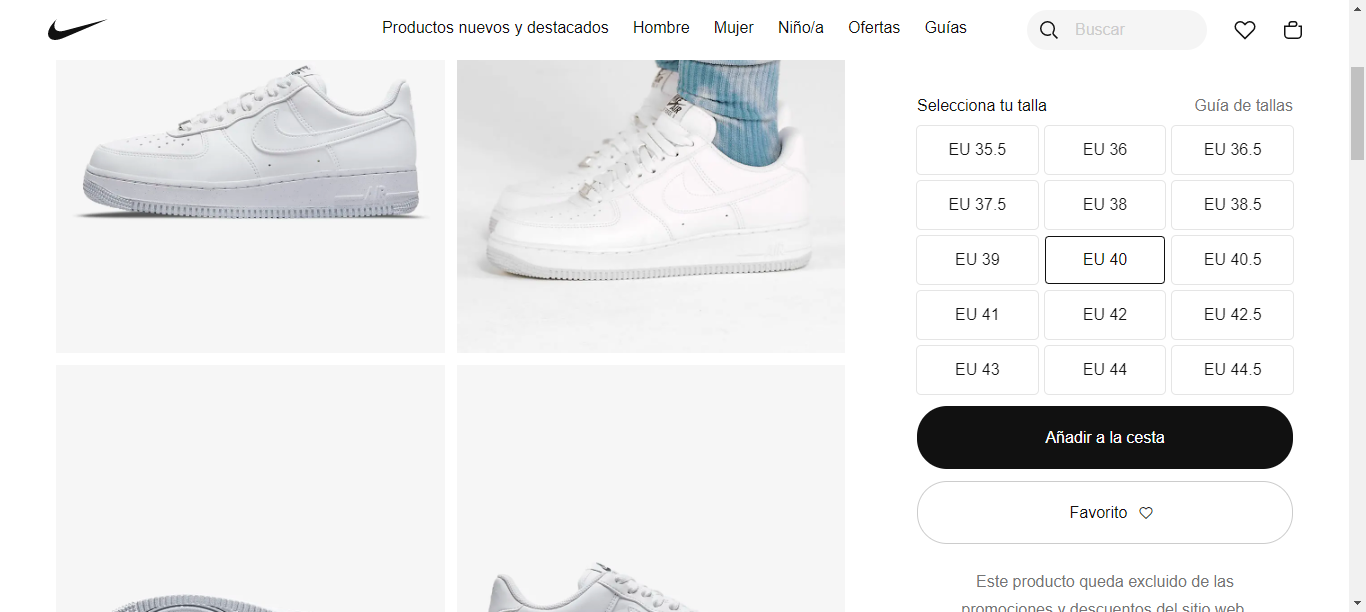 Productos nuevos y destacados Hombre Mujer Niño/a Ofertas Guías Buscar
Selecciona tu talla Guía de tallas
EU 35.5 EU 36 EU 36.5
EU 37.5 EU 38 EU 38.5
EU 39 EU 40 EU 40.5
EU 41 EU 42 EU 42.5
EU 43 EU 44 EU 44.5
Añadir a la cesta
Favorito
Este producto queda excluido de las
promociones y descuentos del sitio web